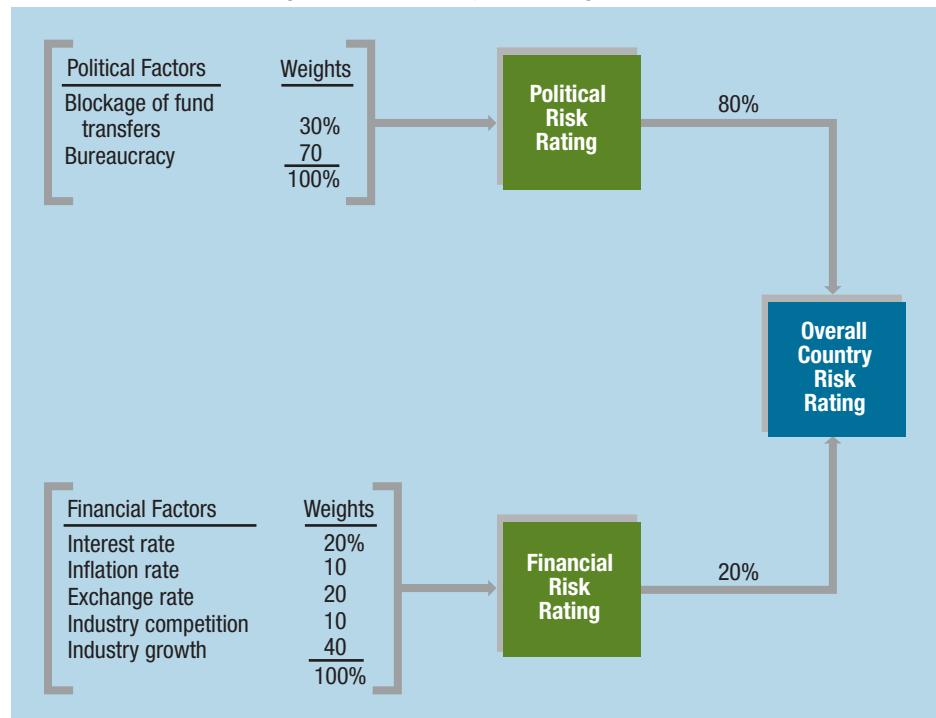 Political Factors Weights
Blockage of fund
transfers 30%
Bureaucracy 70
100%
Political
Risk
Rating
80%
Overall
Country
Risk
Rating
Financial Factors Weights
Interest rate 20%
Inflation rate 10
Exchange rate 20
Industry competition 10
Industry growth 40
100%
Financial
Risk
Rating
20%